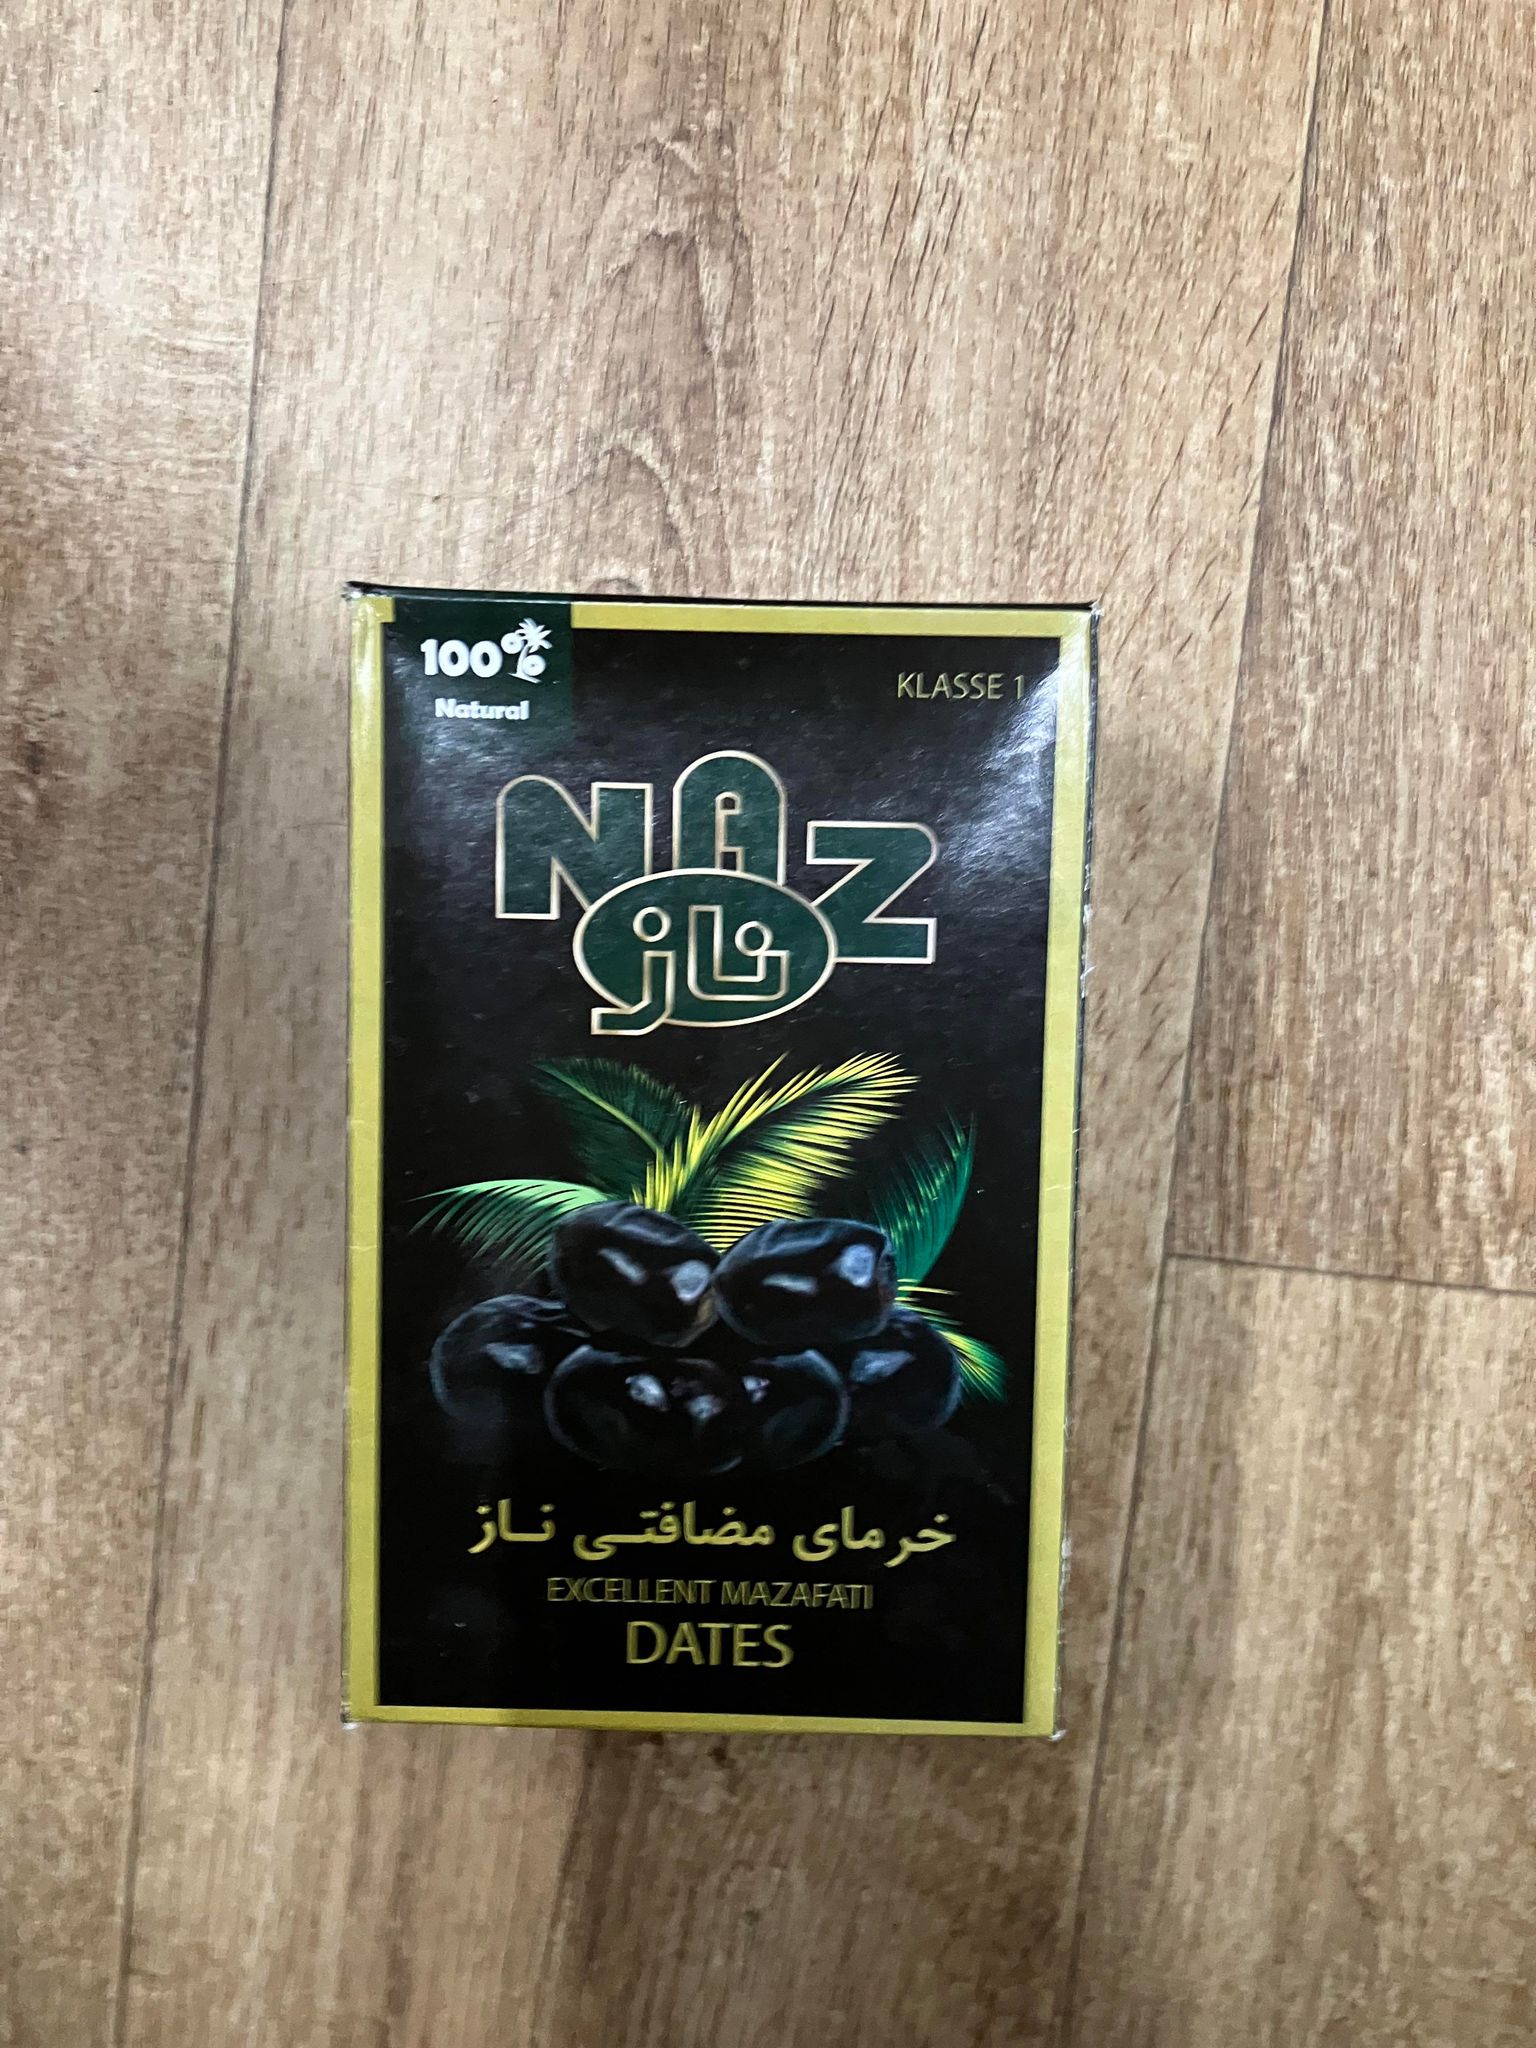 100%
Natural
KLASSE 1
NAZ
ناز
خرمای مضافتی ناز
EXCELLENT MAZAFATI
DATES